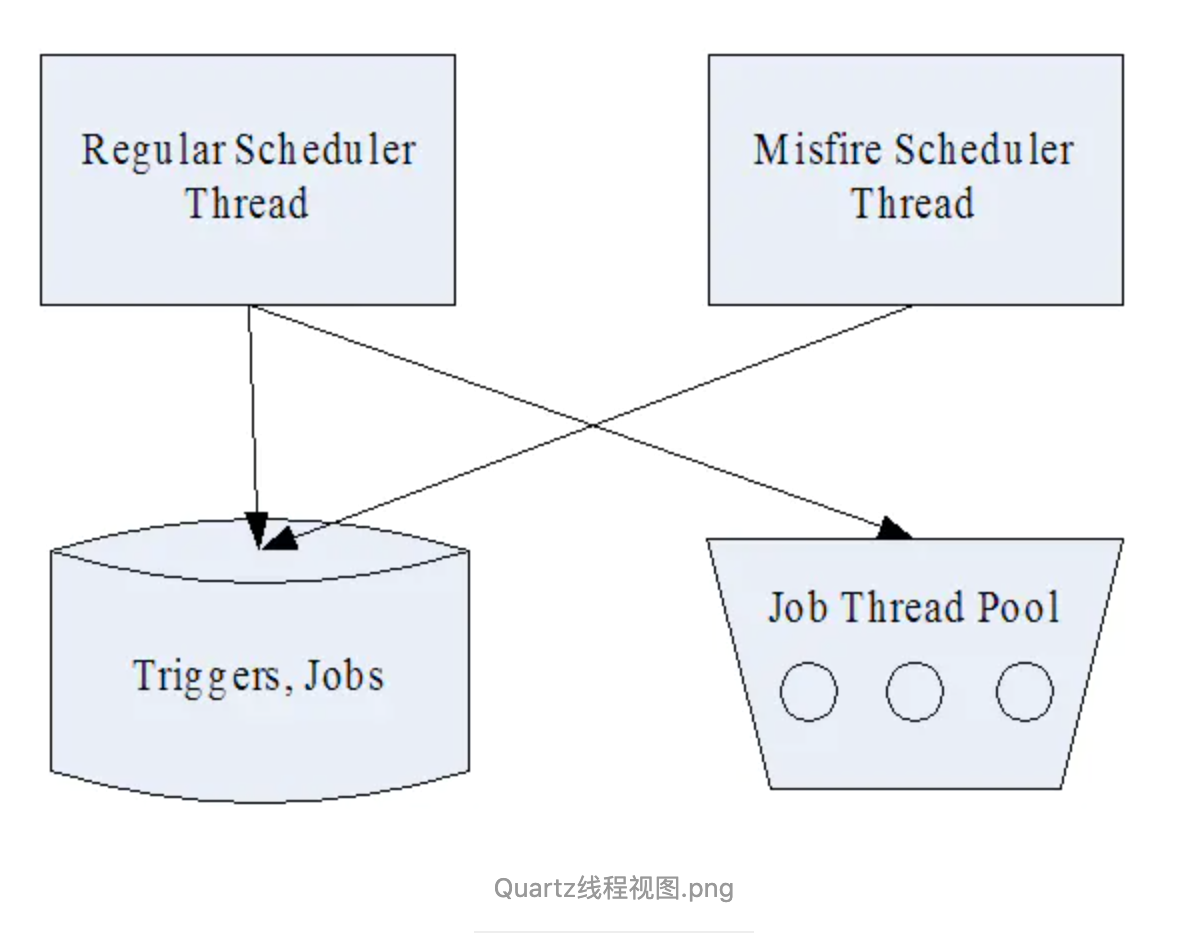 Regular Scheduler
Thread
Misfire Scheduler
Thread
Triggers, Jobs
Job Thread Pool
Quartz线程视图.png